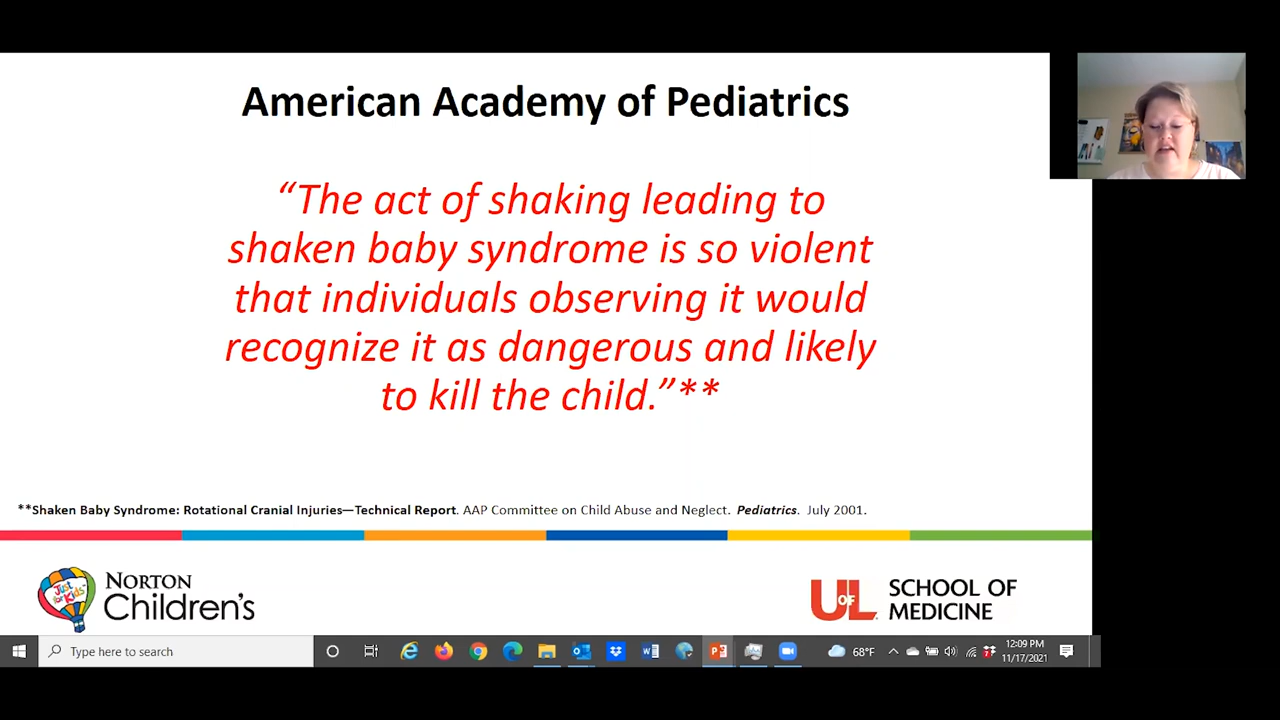 American Academy of Pediatrics
“The act of shaking leading to
shaken baby syndrome is so violent
that individuals observing it would
recognize it as dangerous and likely
to kill the child.”**
**Shaken Baby Syndrome: Rotational Cranial Injuries—Technical Report. AAP Committee on Child Abuse and Neglect. Pediatrics. July 2001.
Just for Kids
NORTON
Children's
UofL
SCHOOL OF
MEDICINE
Type here to search
68°F
12:09 PM
11/17/2021